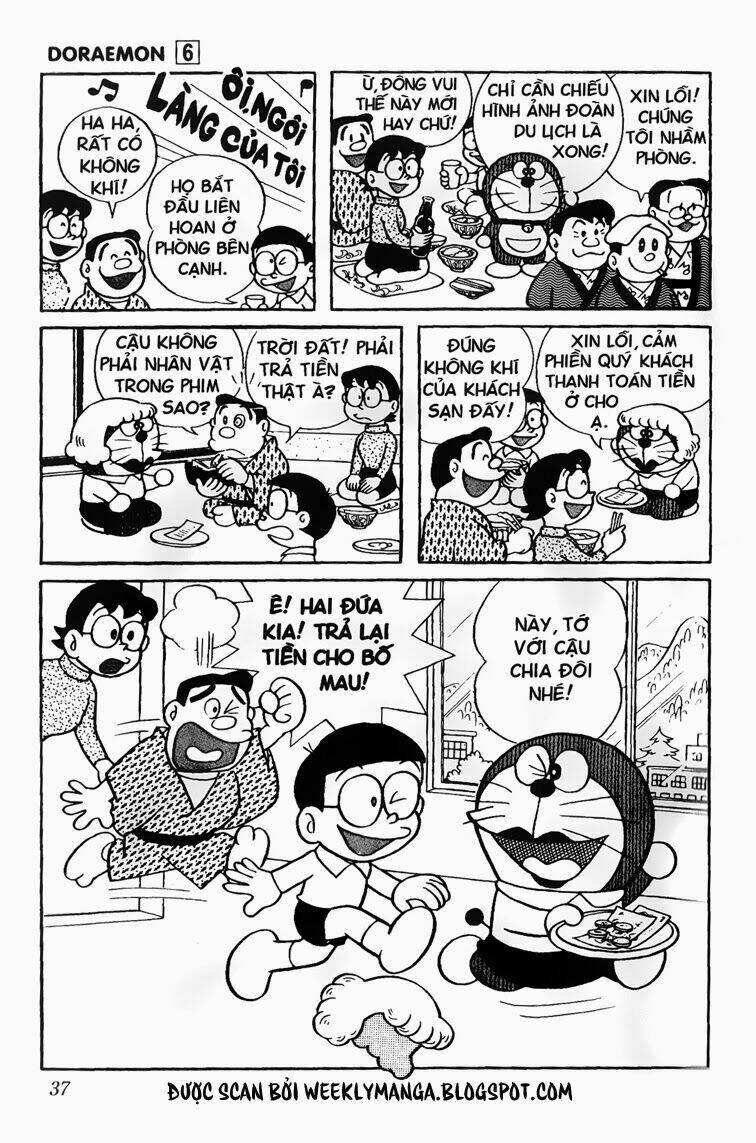 DORAEMON 6
ÔI, NGÔI
LÀNG CỦA TÔI
HA HA,
RẤT CÓ
KHÔNG
KHÍ!
HỌ BẮT
ĐẦU LIÊN
HOAN Ở
PHÒNG BÊN
CẠNH.
Ừ, ĐÔNG VUI
THẾ NÀY MỚI
HAY CHỨ!
CHỈ CẦN CHIẾU
HÌNH ẢNH ĐOÀN
DU LỊCH LÀ
XONG!
XIN LỖI!
CHÚNG
TÔI NHẦM
PHÒNG.
CẬU KHÔNG
PHẢI NHÂN VẬT
TRONG PHIM
SAO?
TRỜI ĐẤT! PHẢI
TRẢ TIỀN
THẬT À?
ĐÚNG
KHÔNG KHÍ
CỦA KHÁCH
SẠN ĐẤY!
XIN LỖI, CẢM
PHIỀN QUÝ KHÁCH
THANH TOÁN TIỀN
Ở CHO
Ạ.
Ê! HAI ĐỨA
KIA! TRẢ LẠI
TIỀN CHO BỐ
MAU!
NÀY, TỚ
VỚI CẬU
CHIA ĐÔI
NHÉ!
37
ĐƯỢC SCAN BỞI WEEKLYMANGA.BLOGSPOT.COM